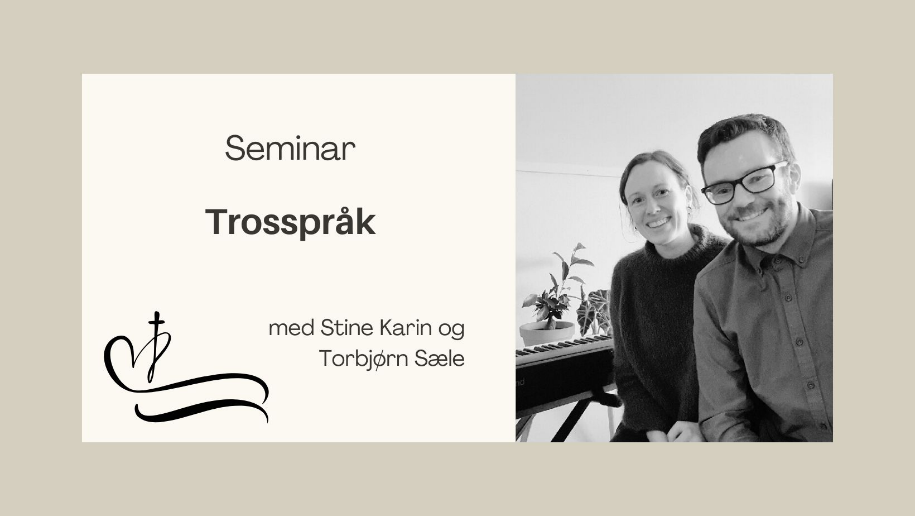 Seminar
Trosspråk
med Stine Karin og
Torbjørn Sæle